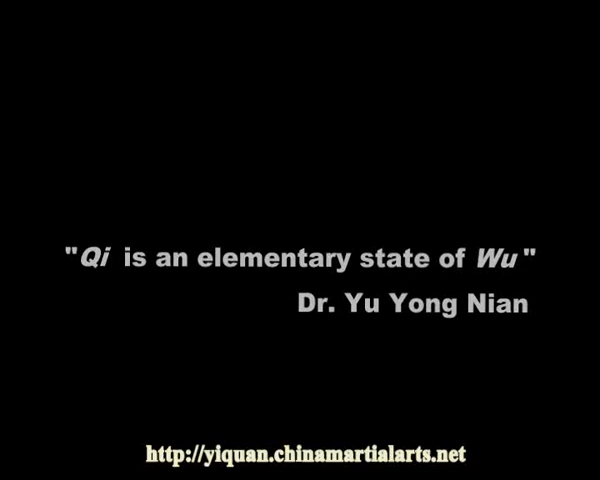 "Qi is an elementary state of Wu"
Dr. Yu Yong Nian
http://yiquan.chinamartialarts.net